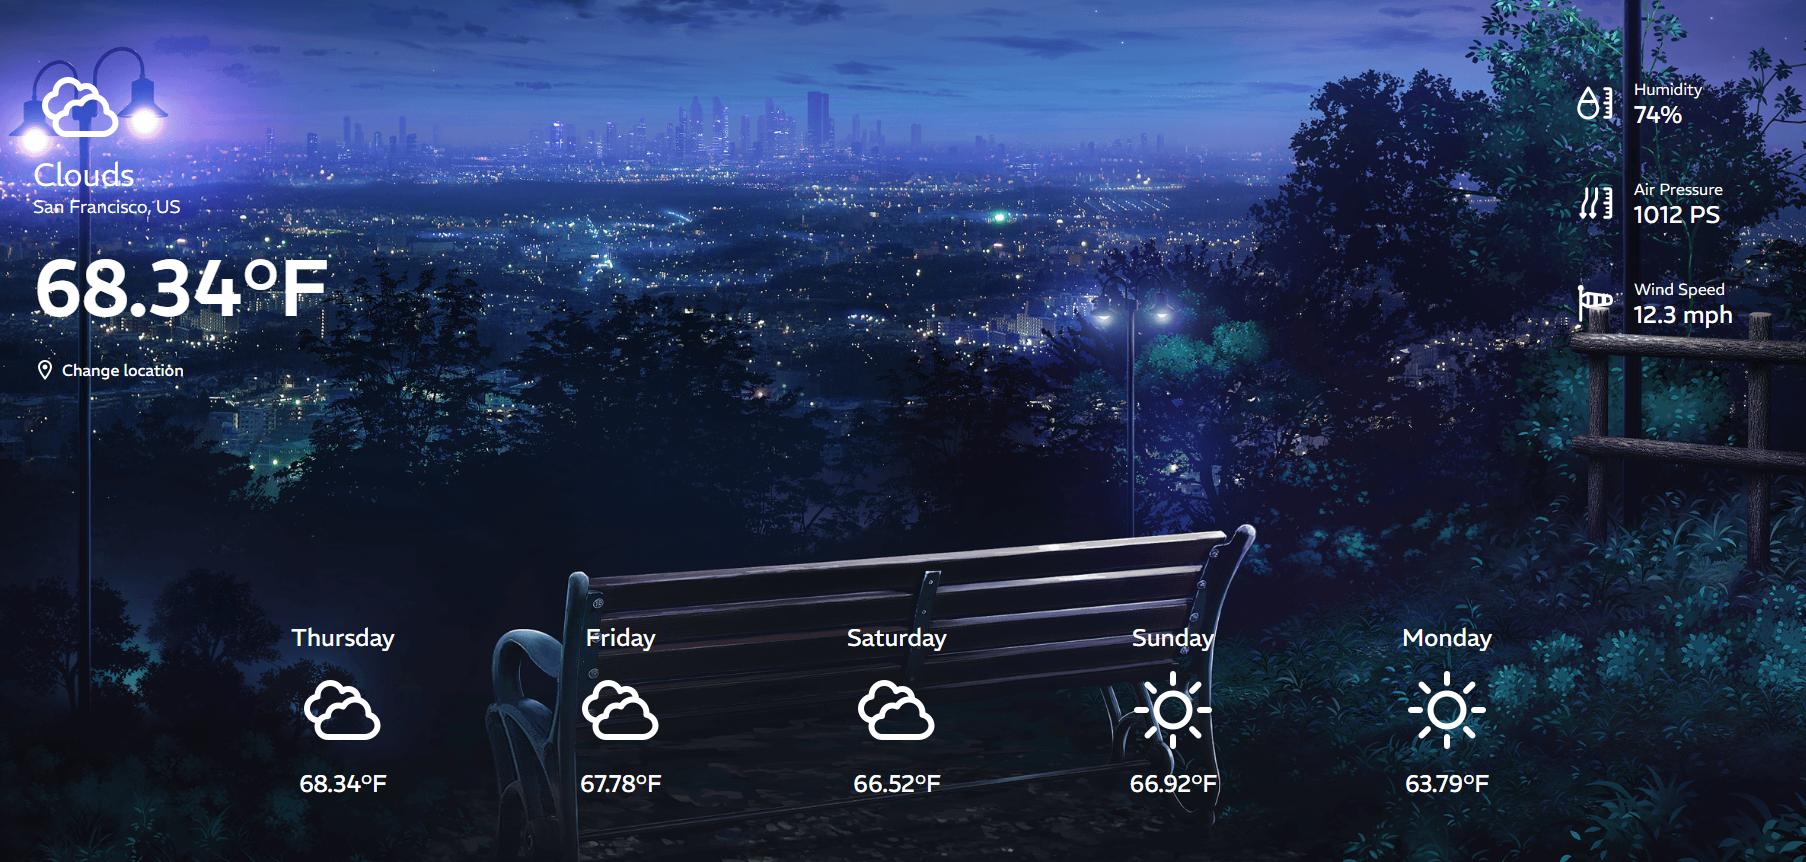 Clouds
San Francisco, US
68.34°F
Change location
Humidity
74%
Air Pressure
1012 PS
Wind Speed
12.3 mph
Thursday
68.34°F
Friday
67.78°F
Saturday
66.52°F
Sunday
66.92°F
Monday
63.79°F